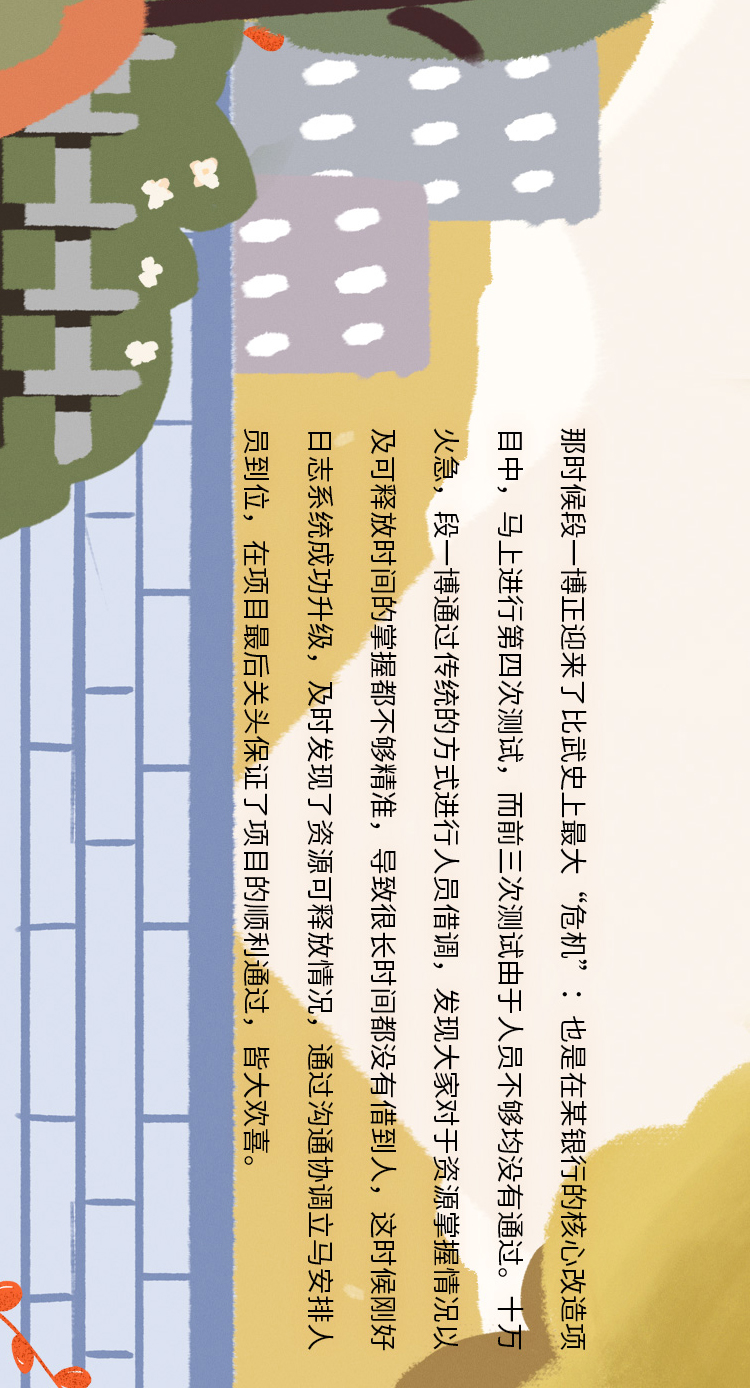 那时候段一博正迎来了比武史上最大“危机”：也是在某银行的核心改造项
目中，马上进行第四次测试，而前三次测试由于人员不够均没有通过。十万
火急，段一博通过传统的方式进行人员借调，发现大家对于资源掌握情况以
及可释放时间的掌握都不够精准，导致很长时间都没有借到人，这时候刚好
日志系统成功升级，及时发现了资源可释放情况，通过沟通协调立马安排人
员到位，在项目最后关头保证了项目的顺利通过，皆大欢喜。